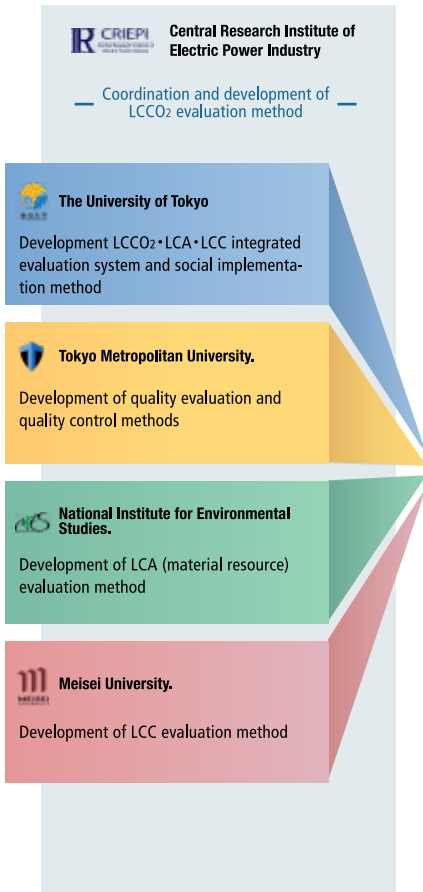 CRIEPI
Central Research Institute of
Electric Power Industry
Coordination and development of
LCCO₂ evaluation method
The University of Tokyo
Development LCCO₂・LCA・LCC integrated
evaluation system and social implementa-
tion method
Tokyo Metropolitan University.
Development of quality evaluation and
quality control methods
National Institute for Environmental
Studies.
Development of LCA (material resource)
evaluation method
MEISEI
Meisei University.
Development of LCC evaluation method